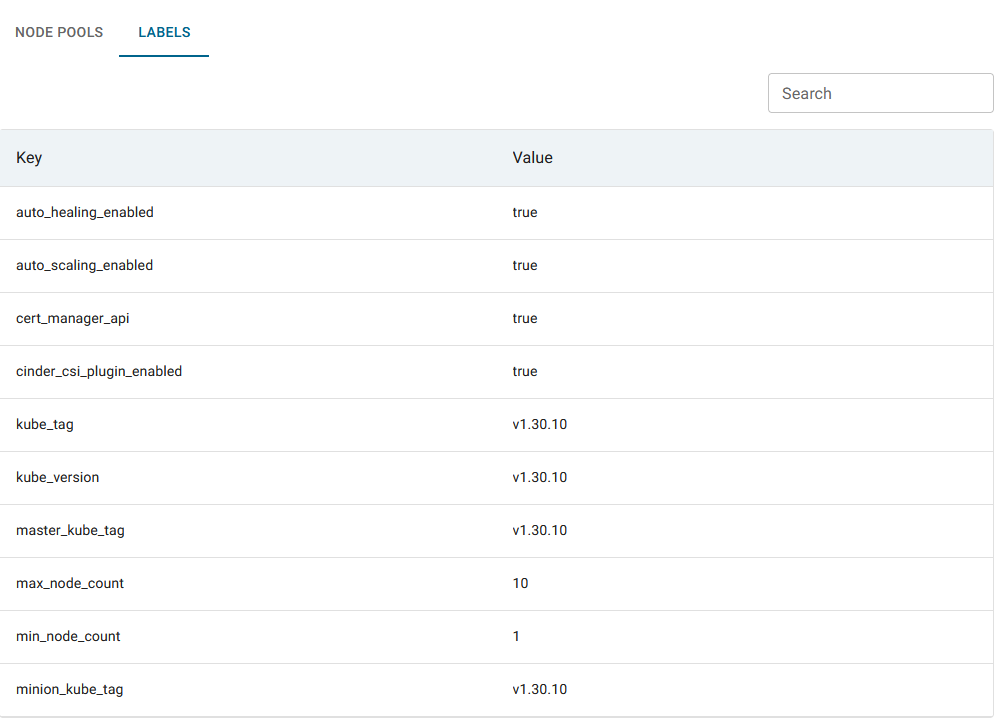 NODE POOLS LABELS
Search
Key Value
auto_healing_enabled true
auto_scaling_enabled true
cert_manager_api true
cinder_csi_plugin_enabled true
kube_tag v1.30.10
kube_version v1.30.10
master_kube_tag v1.30.10
max_node_count 10
min_node_count 1
minion_kube_tag v1.30.10